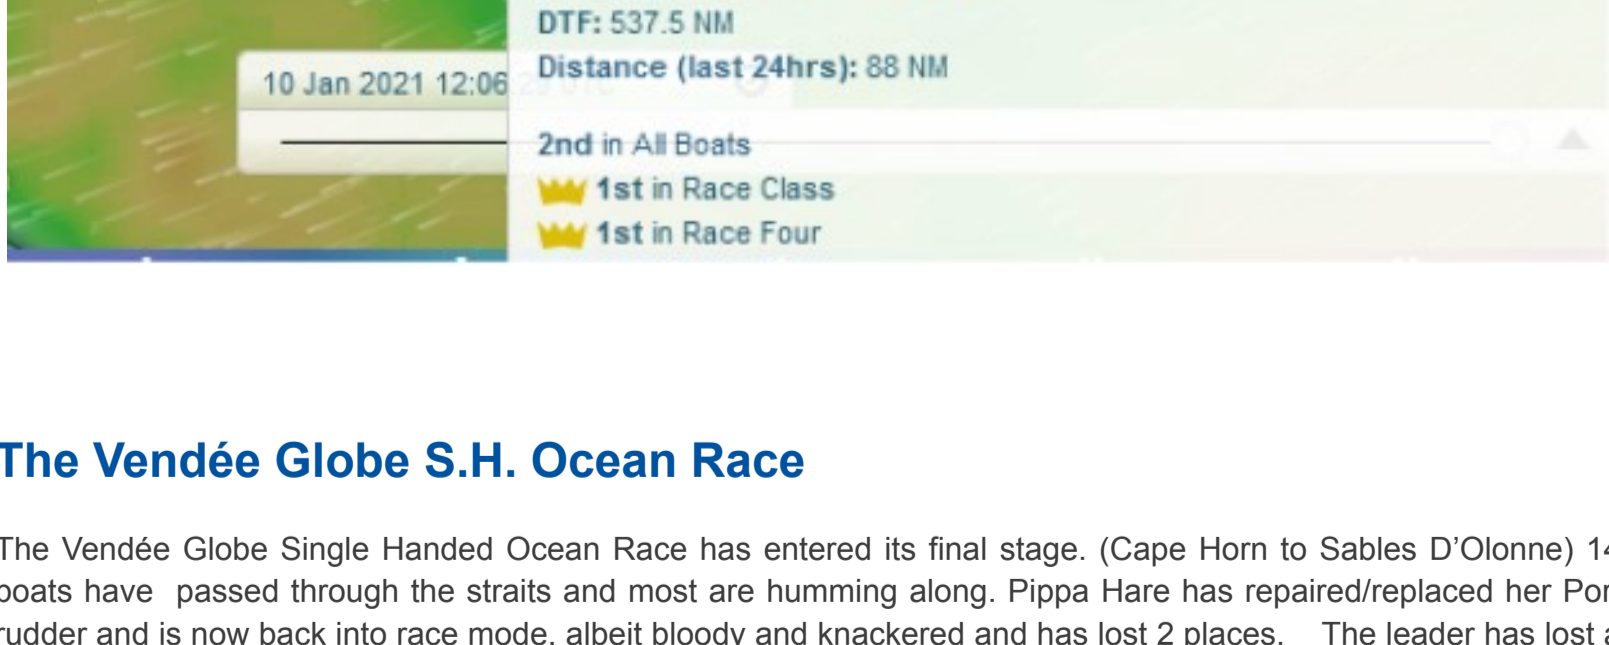 DTF: 537.5 NM
Distance (last 24hrs): 88 NM
10 Jan 2021 12:06
2nd in All Boats
1st in Race Class
1st in Race Four
The Vendée Globe S.H. Ocean Race
The Vendée Globe Single Handed Ocean Race has entered its final stage. (Cape Horn to Sables D’Olonne) 14
boats have passed through the straits and most are humming along. Pippa Hare has repaired/replaced her Por
rudder and is now back into race mode, albeit bloody and knackered and has lost 2 places. The leader has lost a